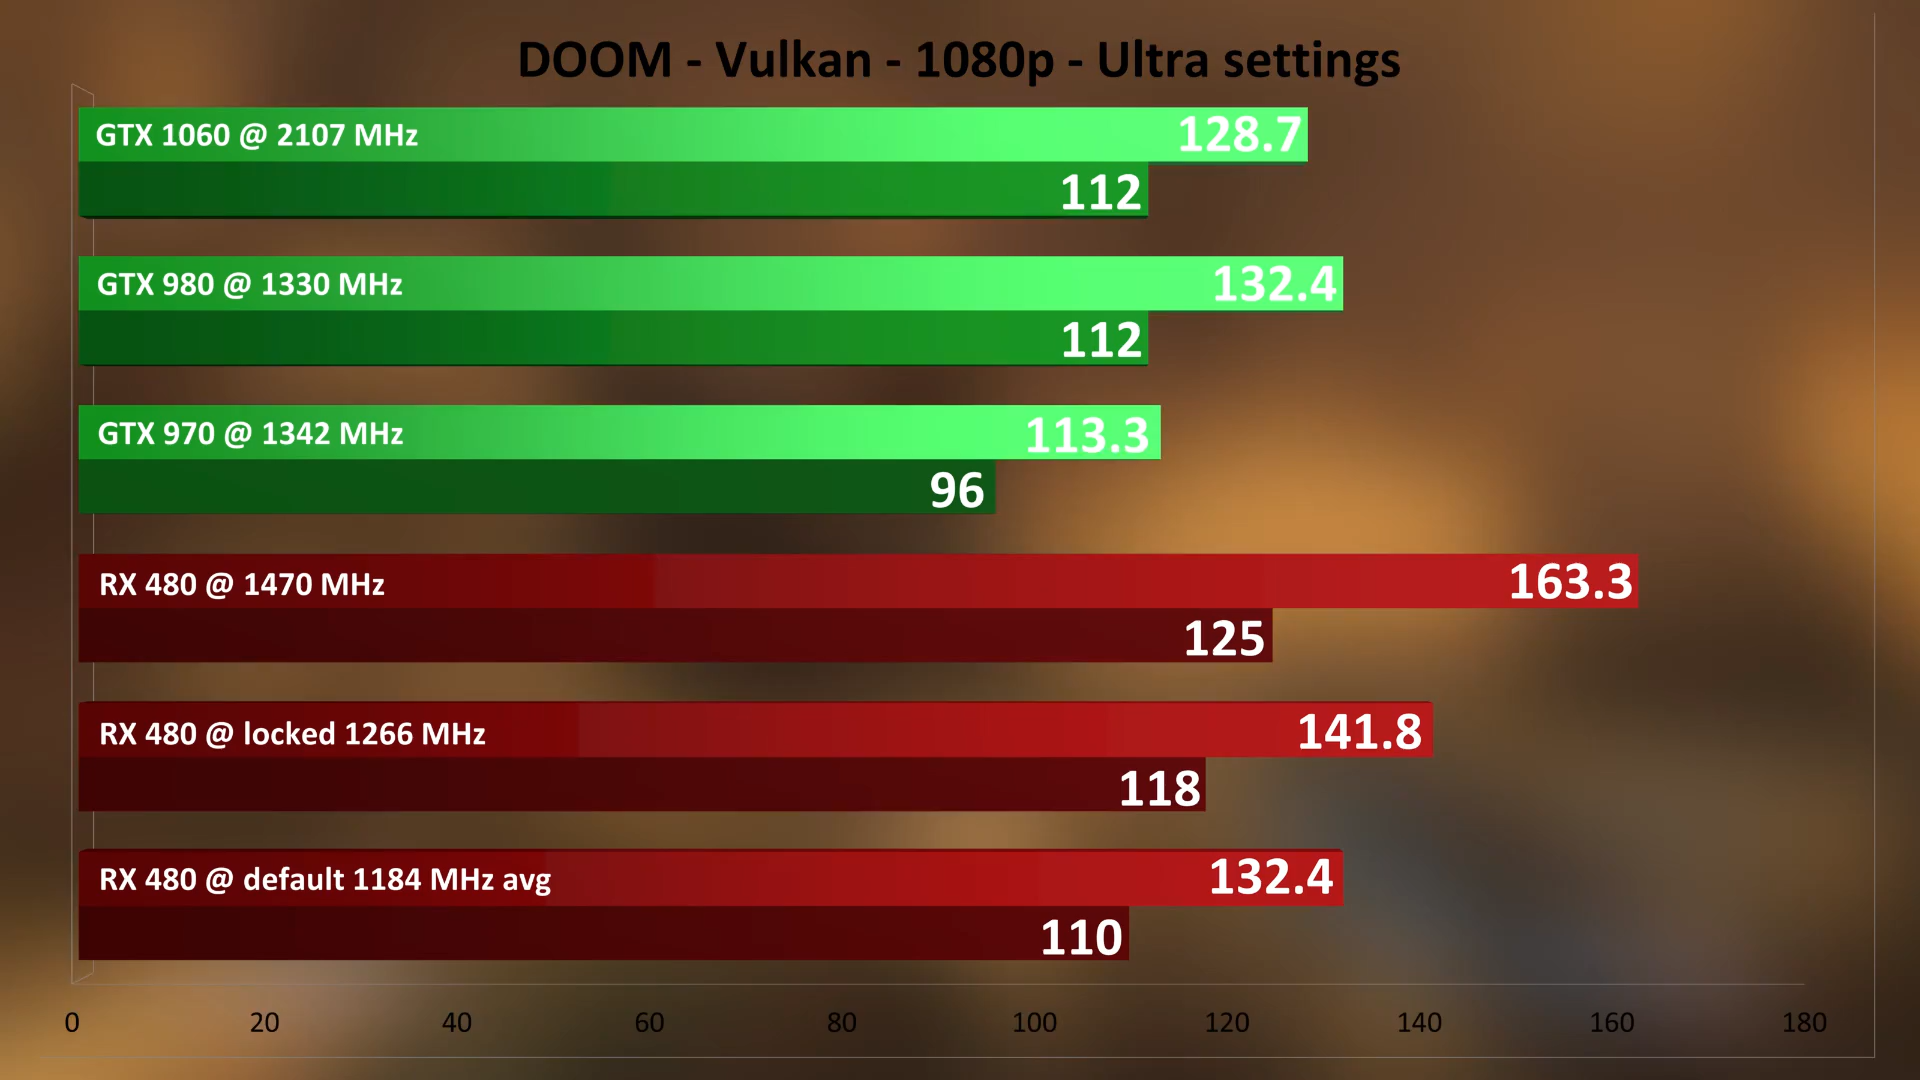 DOOM - Vulkan - 1080p - Ultra settings
GTX 1060 @ 2107 MHz 128.7
112
GTX 980 @ 1330 MHz 132.4
112
GTX 970 @ 1342 MHz 113.3
96
RX 480 @ 1470 MHz 163.3
125
RX 480 @ locked 1266 MHz 141.8
118
RX 480 @ default 1184 MHz avg 132.4
110
0 20 40 60 80 100 120 140 160 180